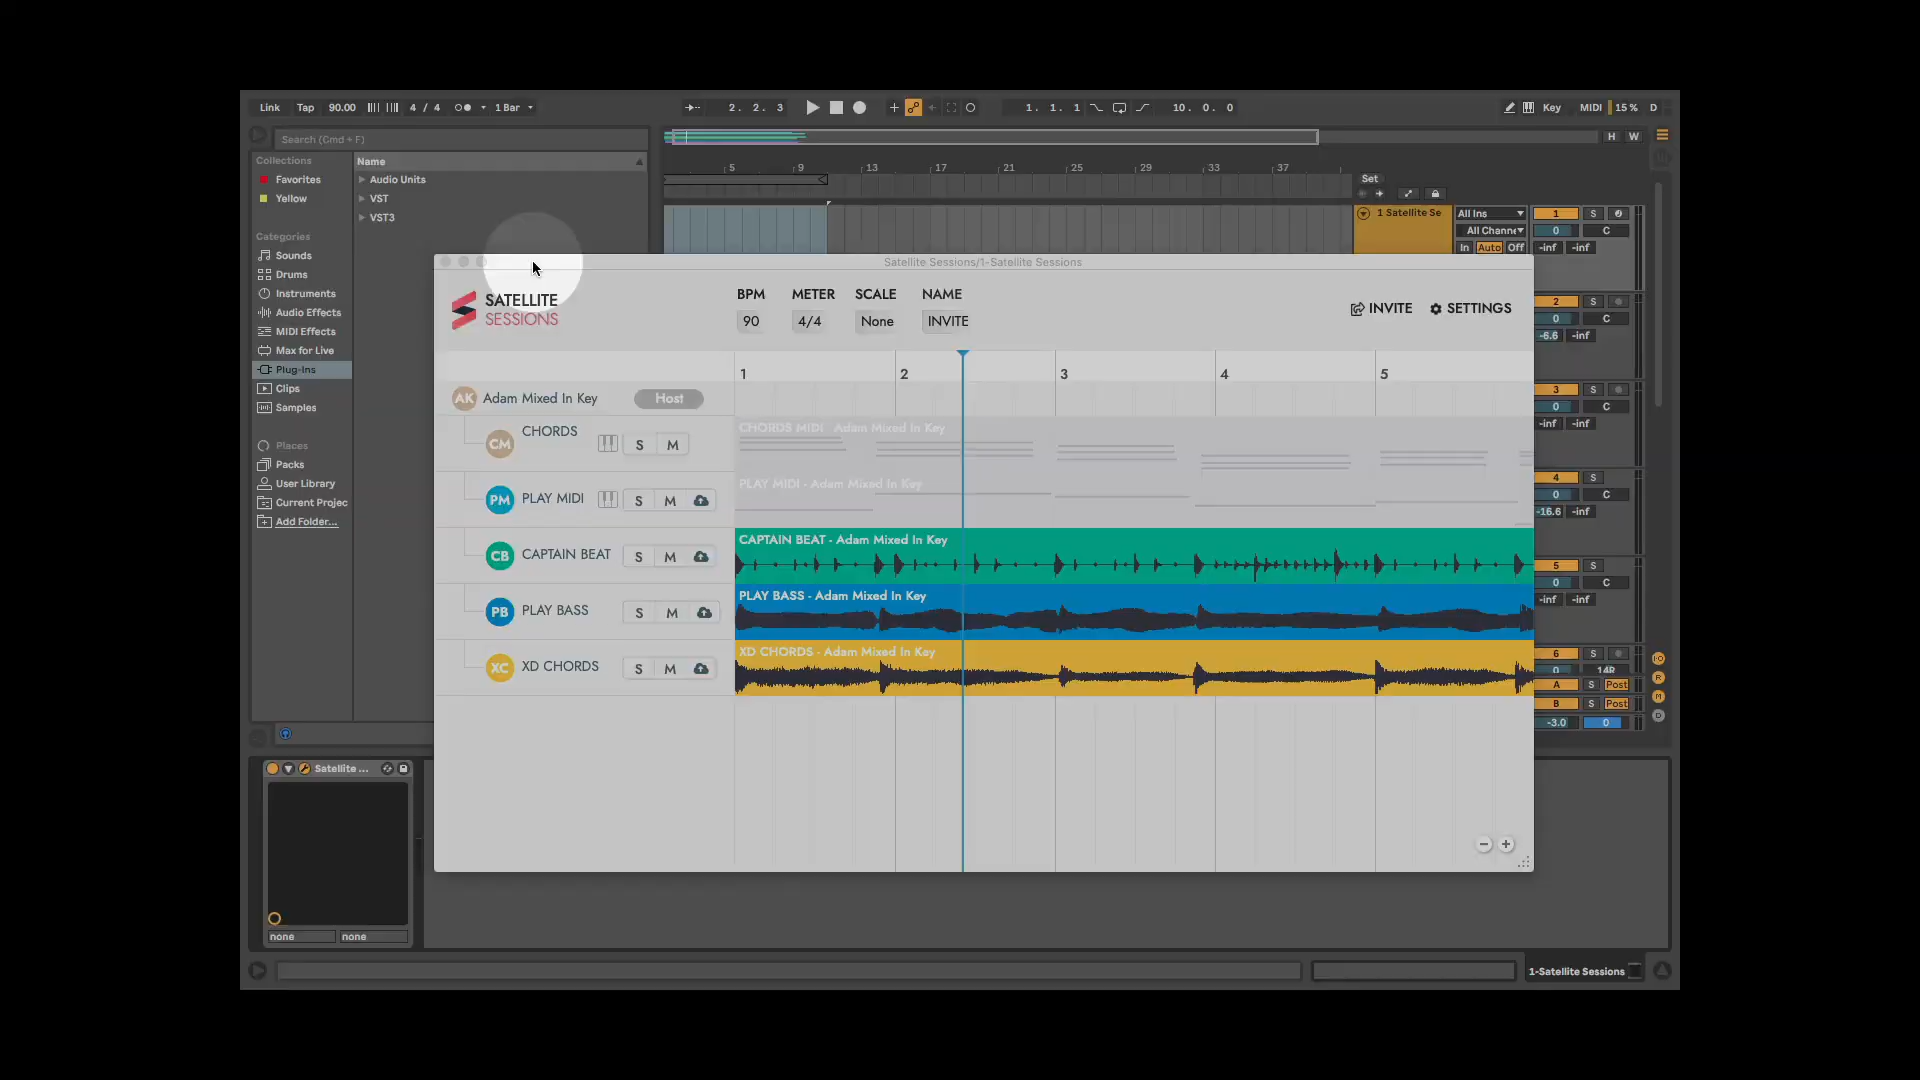 Link Tap 90.00 4 / 4 1 Bar 2. 2. 3 1. 1. 1 10. 0. 0 Key MIDI 15 % D
Search (Cmd + F) H W
Collections Name
Favorites Audio Units
Yellow VST
VST3
5 9 13 17 21 25 29 33 37
Set
1 Satellite Se All Ins 1 S
All Channe 0 C
In Auto Off -inf -inf
Categories
Sounds
Drums
Instruments
Audio Effects
MIDI Effects
Max for Live
Plug-Ins
Clips
Samples
Places
Packs
User Library
Current Projec
Add Folder...
Satellite Sessions/1-Satellite Sessions
SATELLITE
SESSIONS
BPM METER SCALE NAME
90 4/4 None INVITE
INVITE SETTINGS
1 2 3 4 5
AK Adam Mixed In Key Host
CM CHORDS S M CHORDS MIDI - Adam Mixed In Key
PM PLAY MIDI S M PLAY MIDI - Adam Mixed In Key
CB CAPTAIN BEAT S M CAPTAIN BEAT - Adam Mixed In Key
PB PLAY BASS S M PLAY BASS - Adam Mixed In Key
XC XD CHORDS S M XD CHORDS - Adam Mixed In Key
2 S
0 C
-6.6 -inf
3 S
0 C
-inf -inf
4 S
0 C
-16.6 -inf
5 S
0 C
-inf -inf
6 S
0 14R
A S Post
B S Post
-3.0 0
I·O
R
M
D
Satellite ...
none none
1-Satellite Sessions